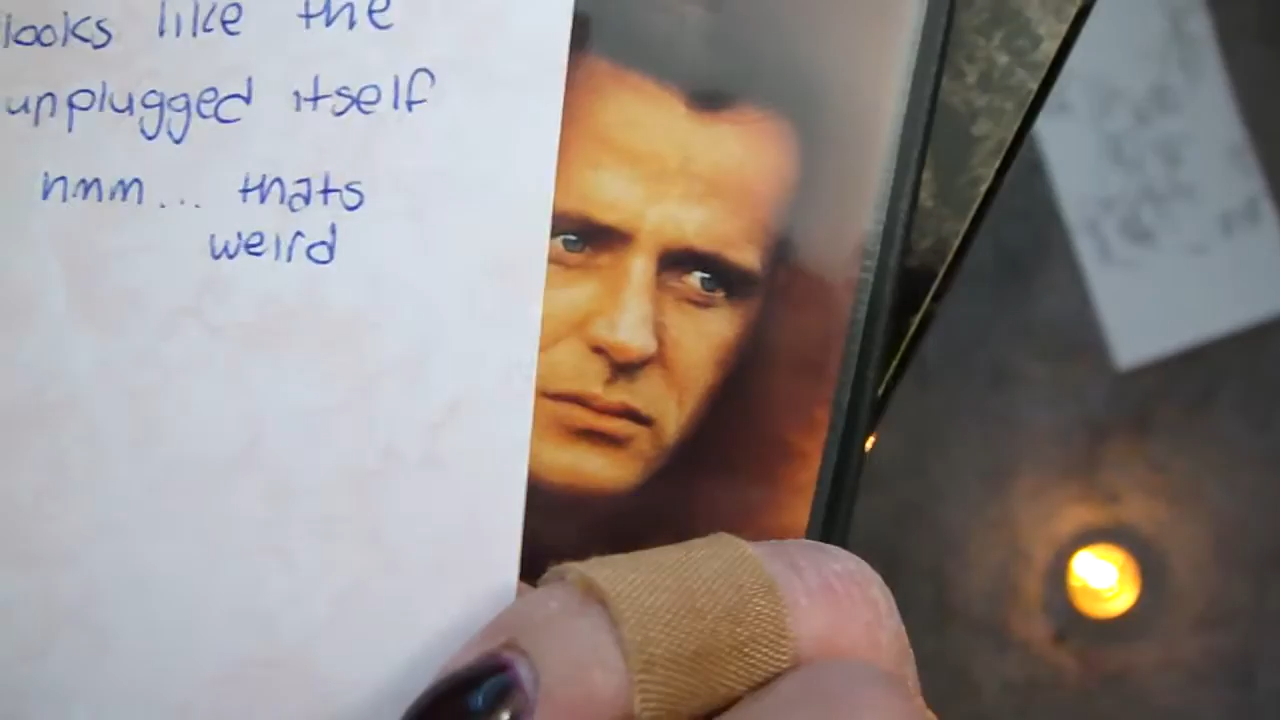 looks like the
unplugged itself
hmm... thats
weird